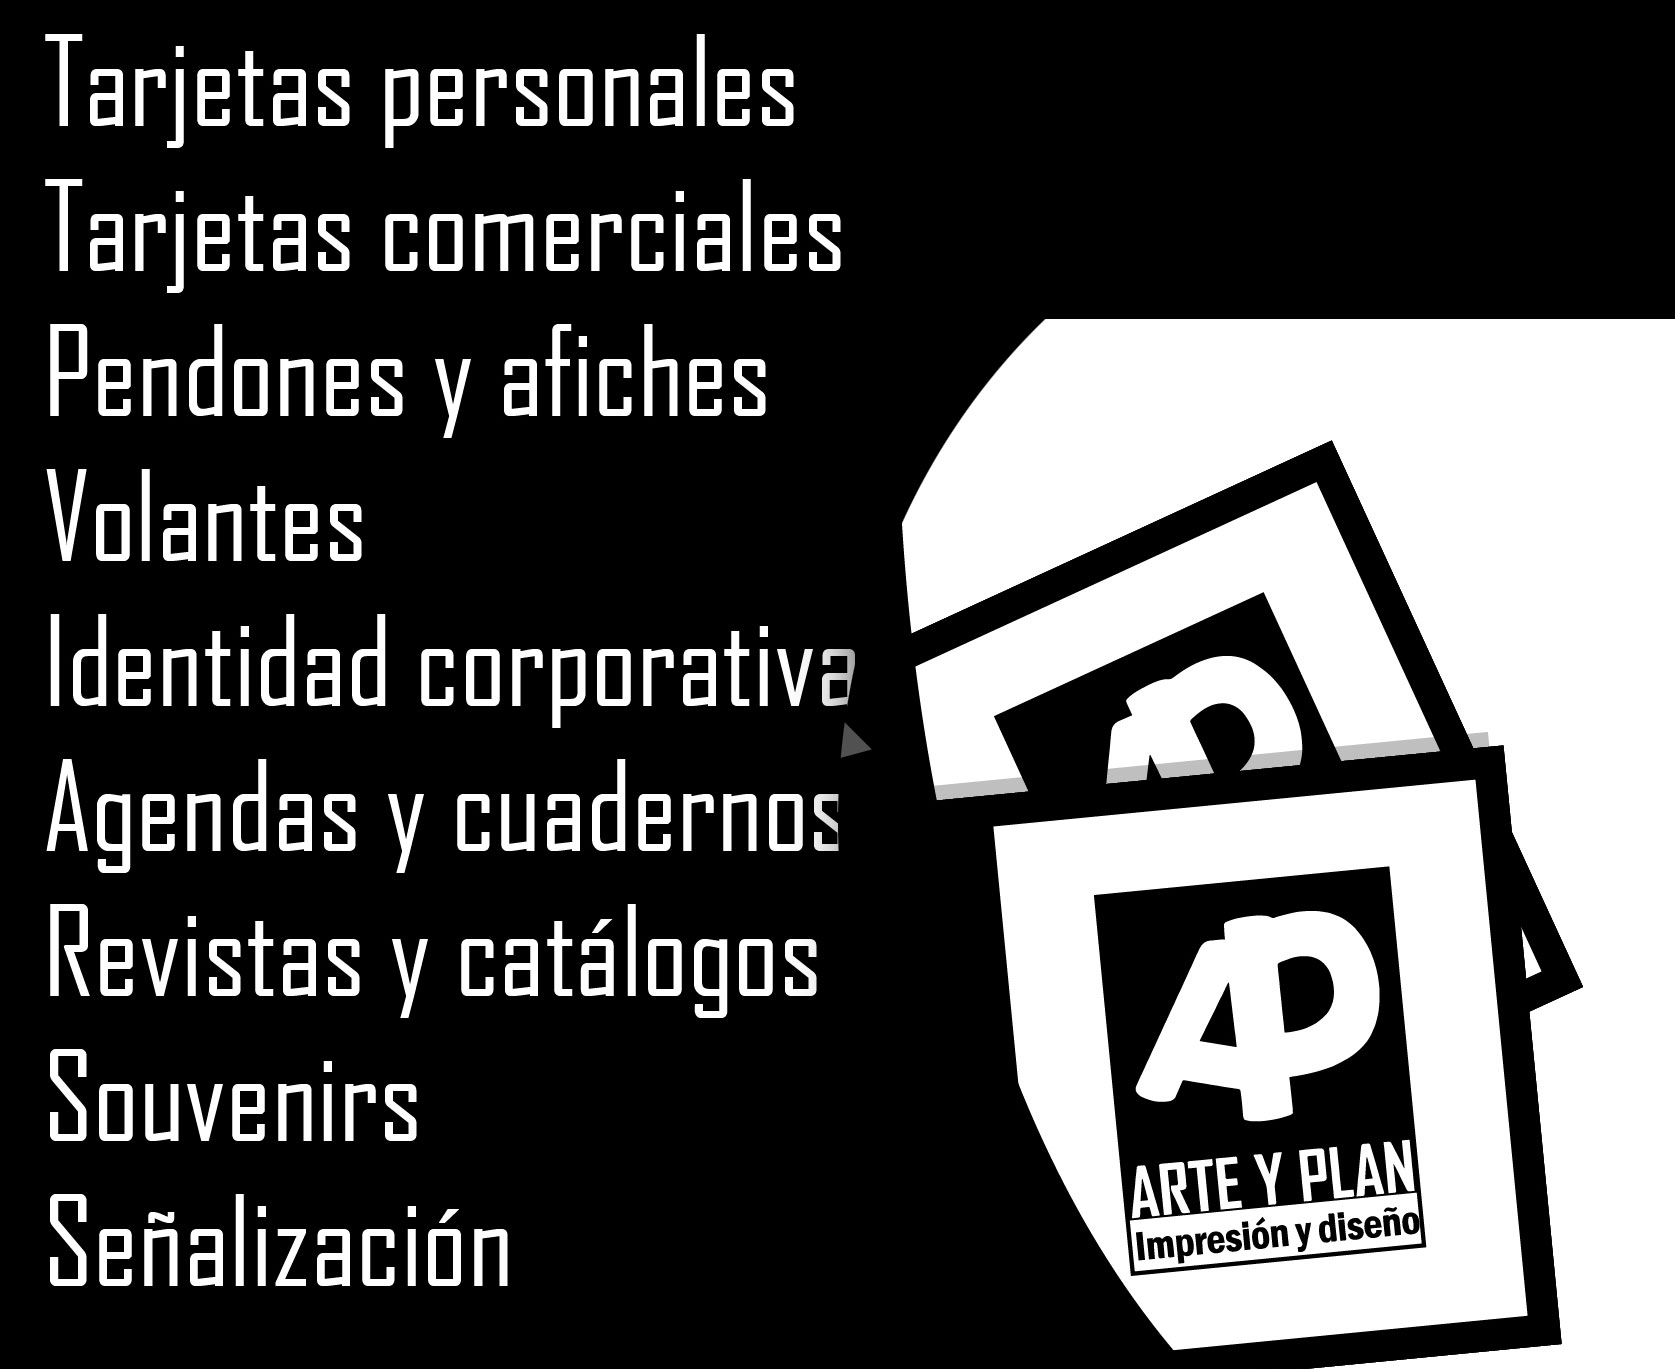 Tarjetas personales
Tarjetas comerciales
Pendones y afiches
Volantes
Identidad corporativa
Agendas y cuadernos
Revistas y catálogos
Souvenirs
Señalización
AP
AP
ARTE Y PLAN
Impresión y diseño